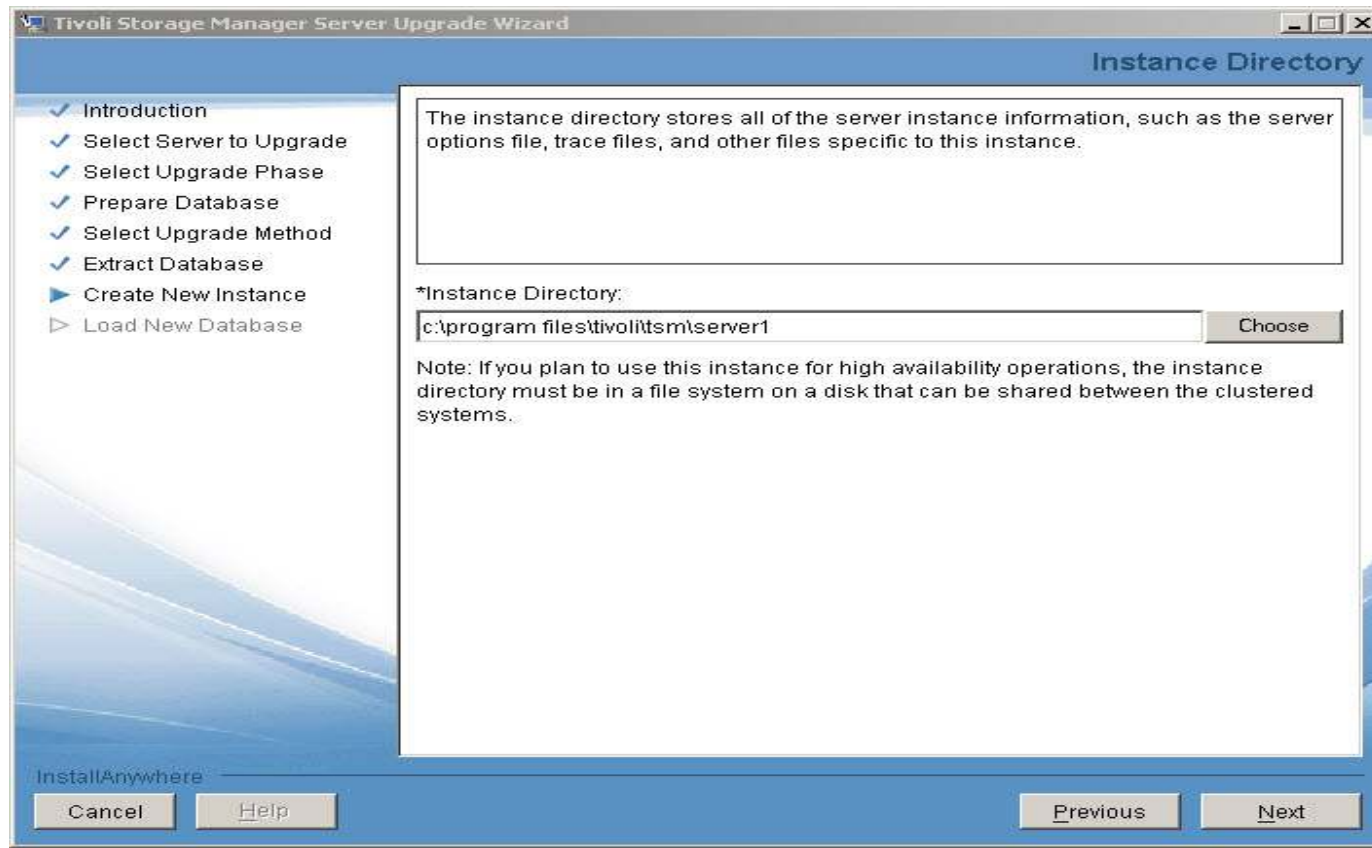 Tivoli Storage Manager Server Upgrade Wizard
Instance Directory
Introduction
Select Server to Upgrade
Select Upgrade Phase
Prepare Database
Select Upgrade Method
Extract Database
Create New Instance
Load New Database
The instance directory stores all of the server instance information, such as the server
options file, trace files, and other files specific to this instance.
*Instance Directory:
c:\program files\tivoli\tsm\server1
Choose
Note: If you plan to use this instance for high availability operations, the instance
directory must be in a file system on a disk that can be shared between the clustered
systems.
InstallAnywhere
Cancel
Help
Previous
Next